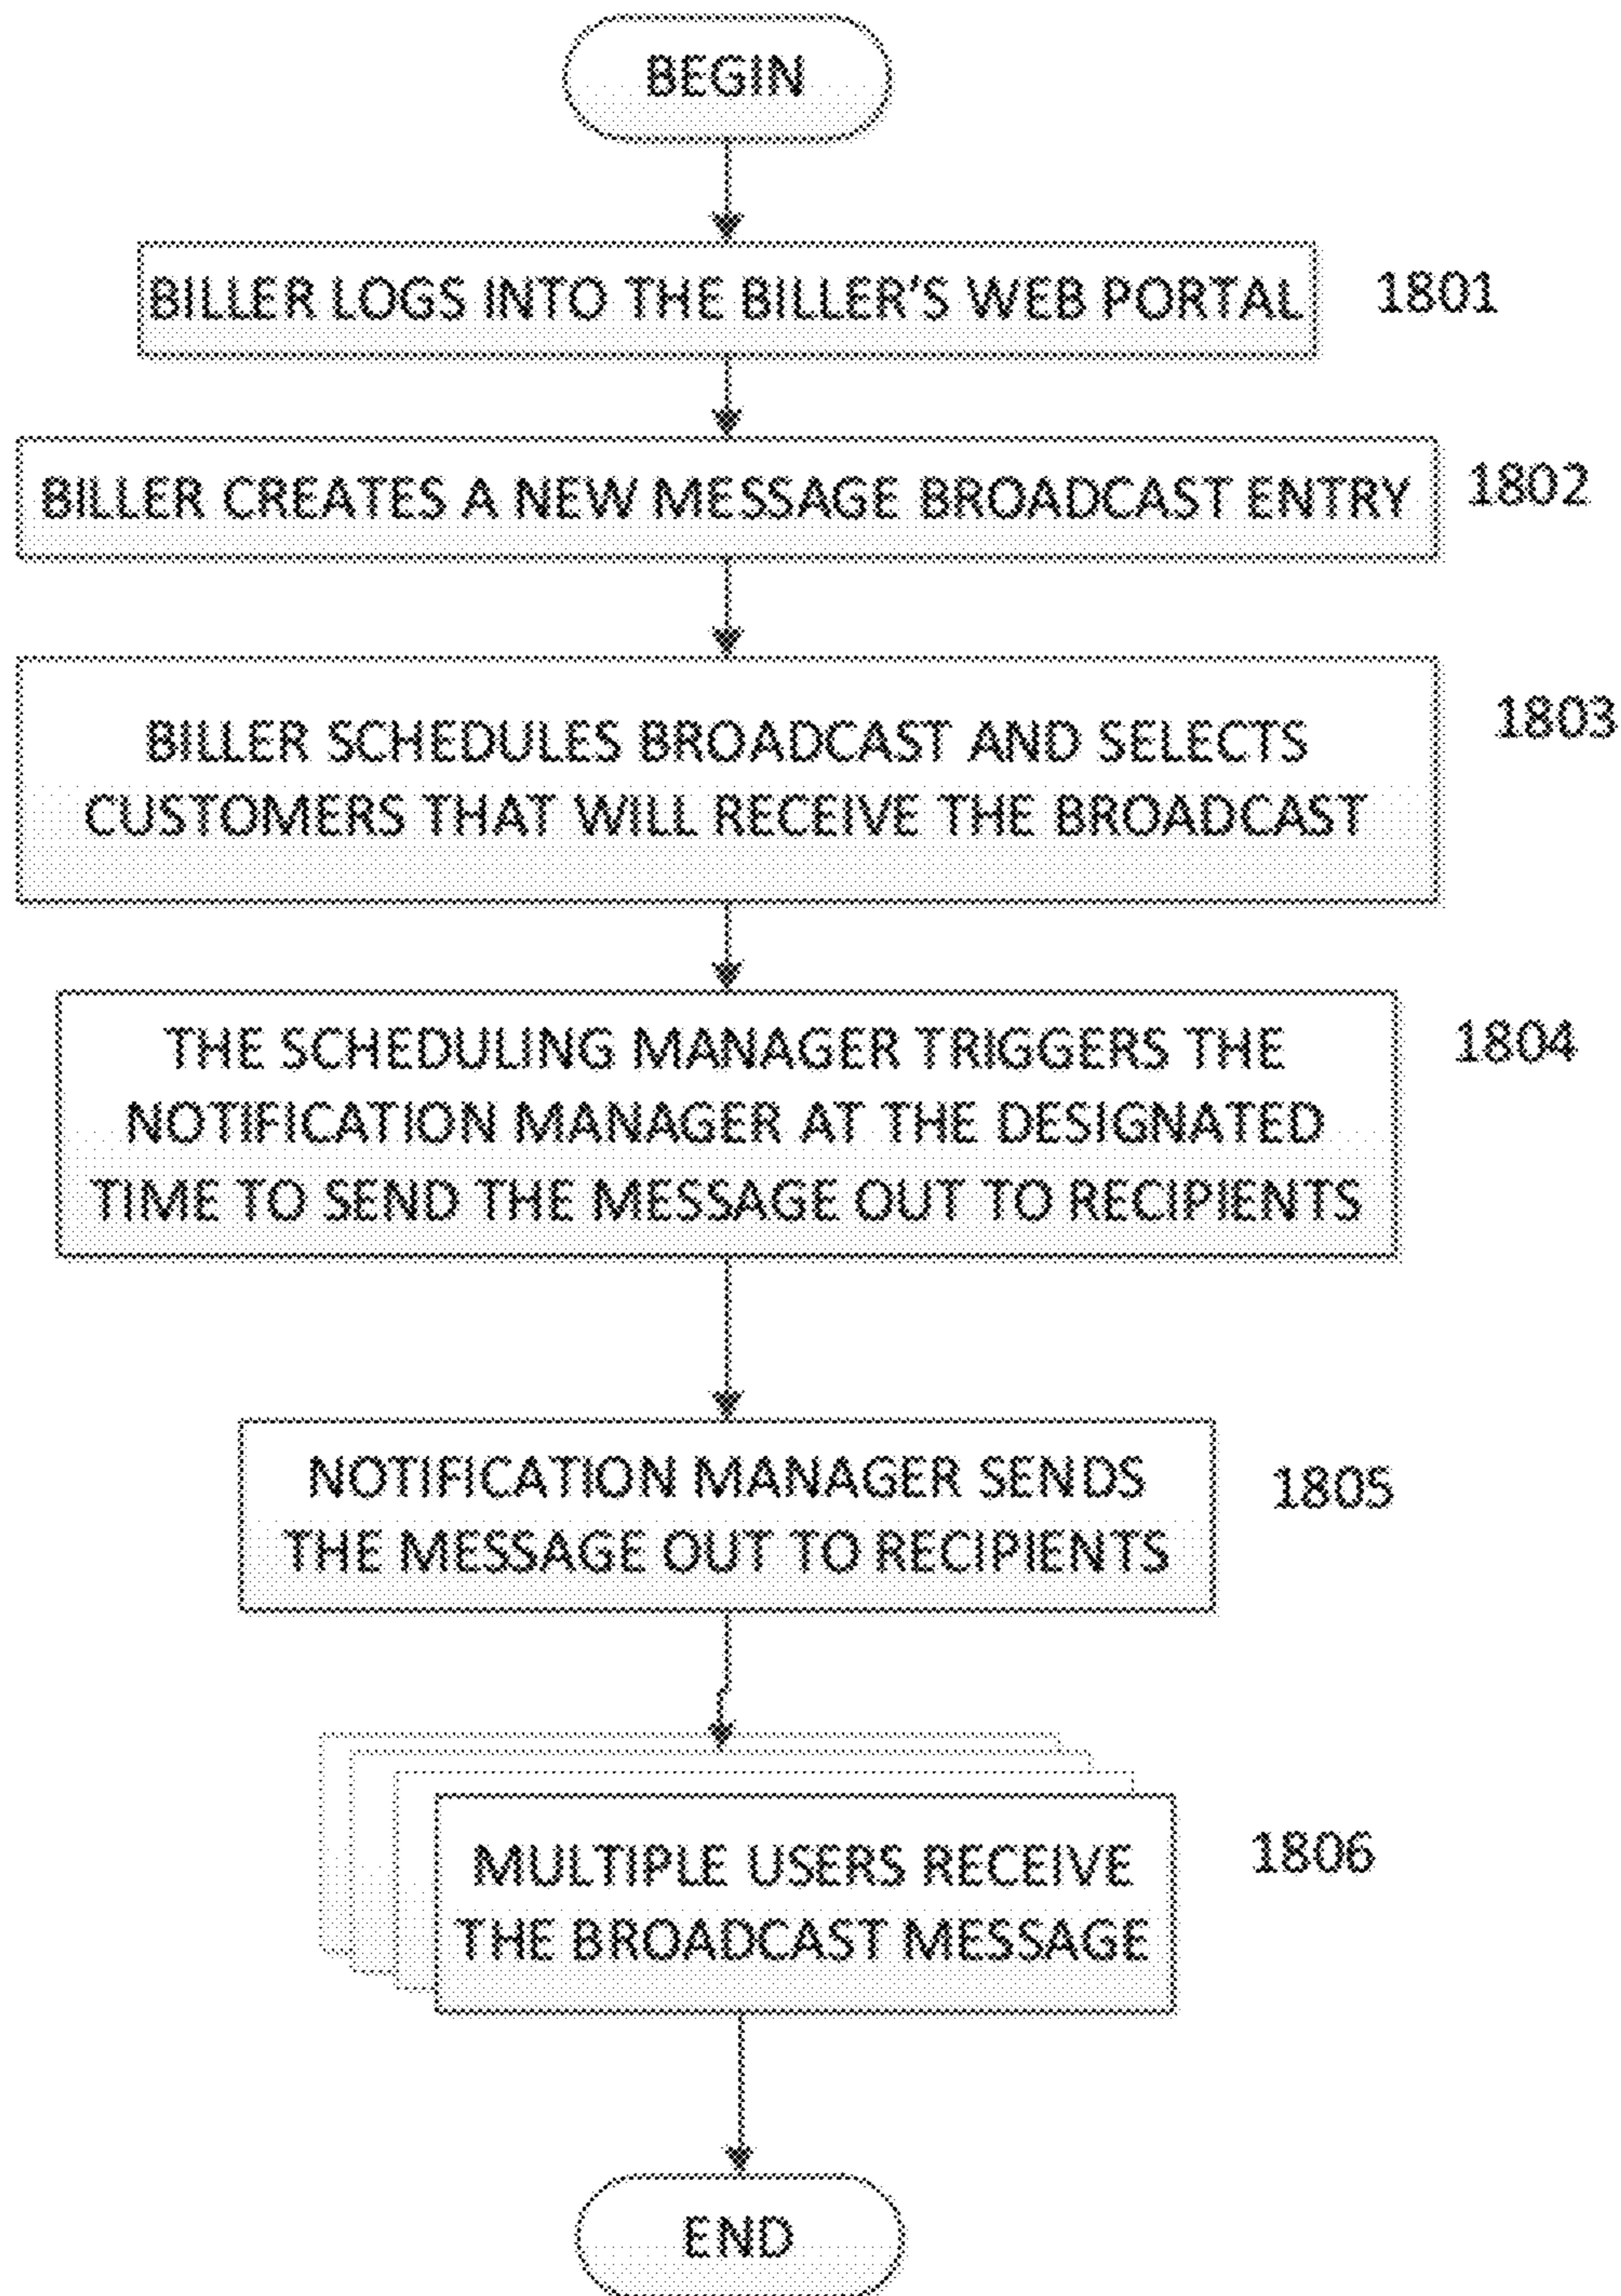 BEGIN
BILLER LOGS INTO THE BILLER'S WEB PORTAL
1801
BILLER CREATES A NEW MESSAGE BROADCAST ENTRY
1802
BILLER SCHEDULES BROADCAST AND SELECTS
CUSTOMERS THAT WILL RECEIVE THE BROADCAST
1803
THE SCHEDULING MANAGER TRIGGERS THE
NOTIFICATION MANAGER AT THE DESIGNATED
TIME TO SEND THE MESSAGE OUT TO RECIPIENTS
1804
NOTIFICATION MANAGER SENDS
THE MESSAGE OUT TO RECIPIENTS
1805
MULTIPLE USERS RECEIVE
THE BROADCAST MESSAGE
1806
END